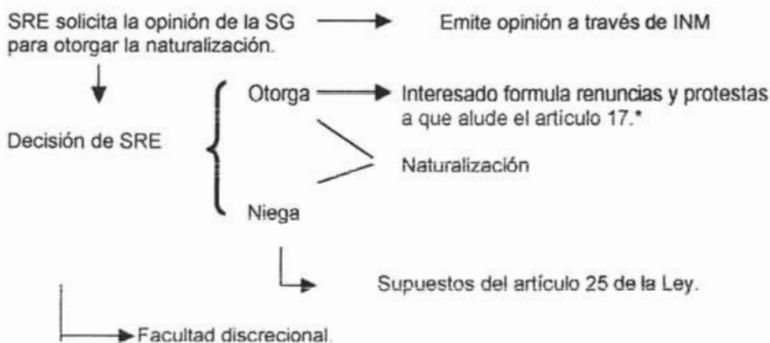 SRE solicita la opinión de la SG
para otorgar la naturalización.
Emite opinión a través de INM
Decisión de SRE
Otorga
Interesado formula renuncias y protestas
a que alude el artículo 17.*
Naturalización
Niega
Supuestos del artículo 25 de la Ley.
Facultad discrecional.